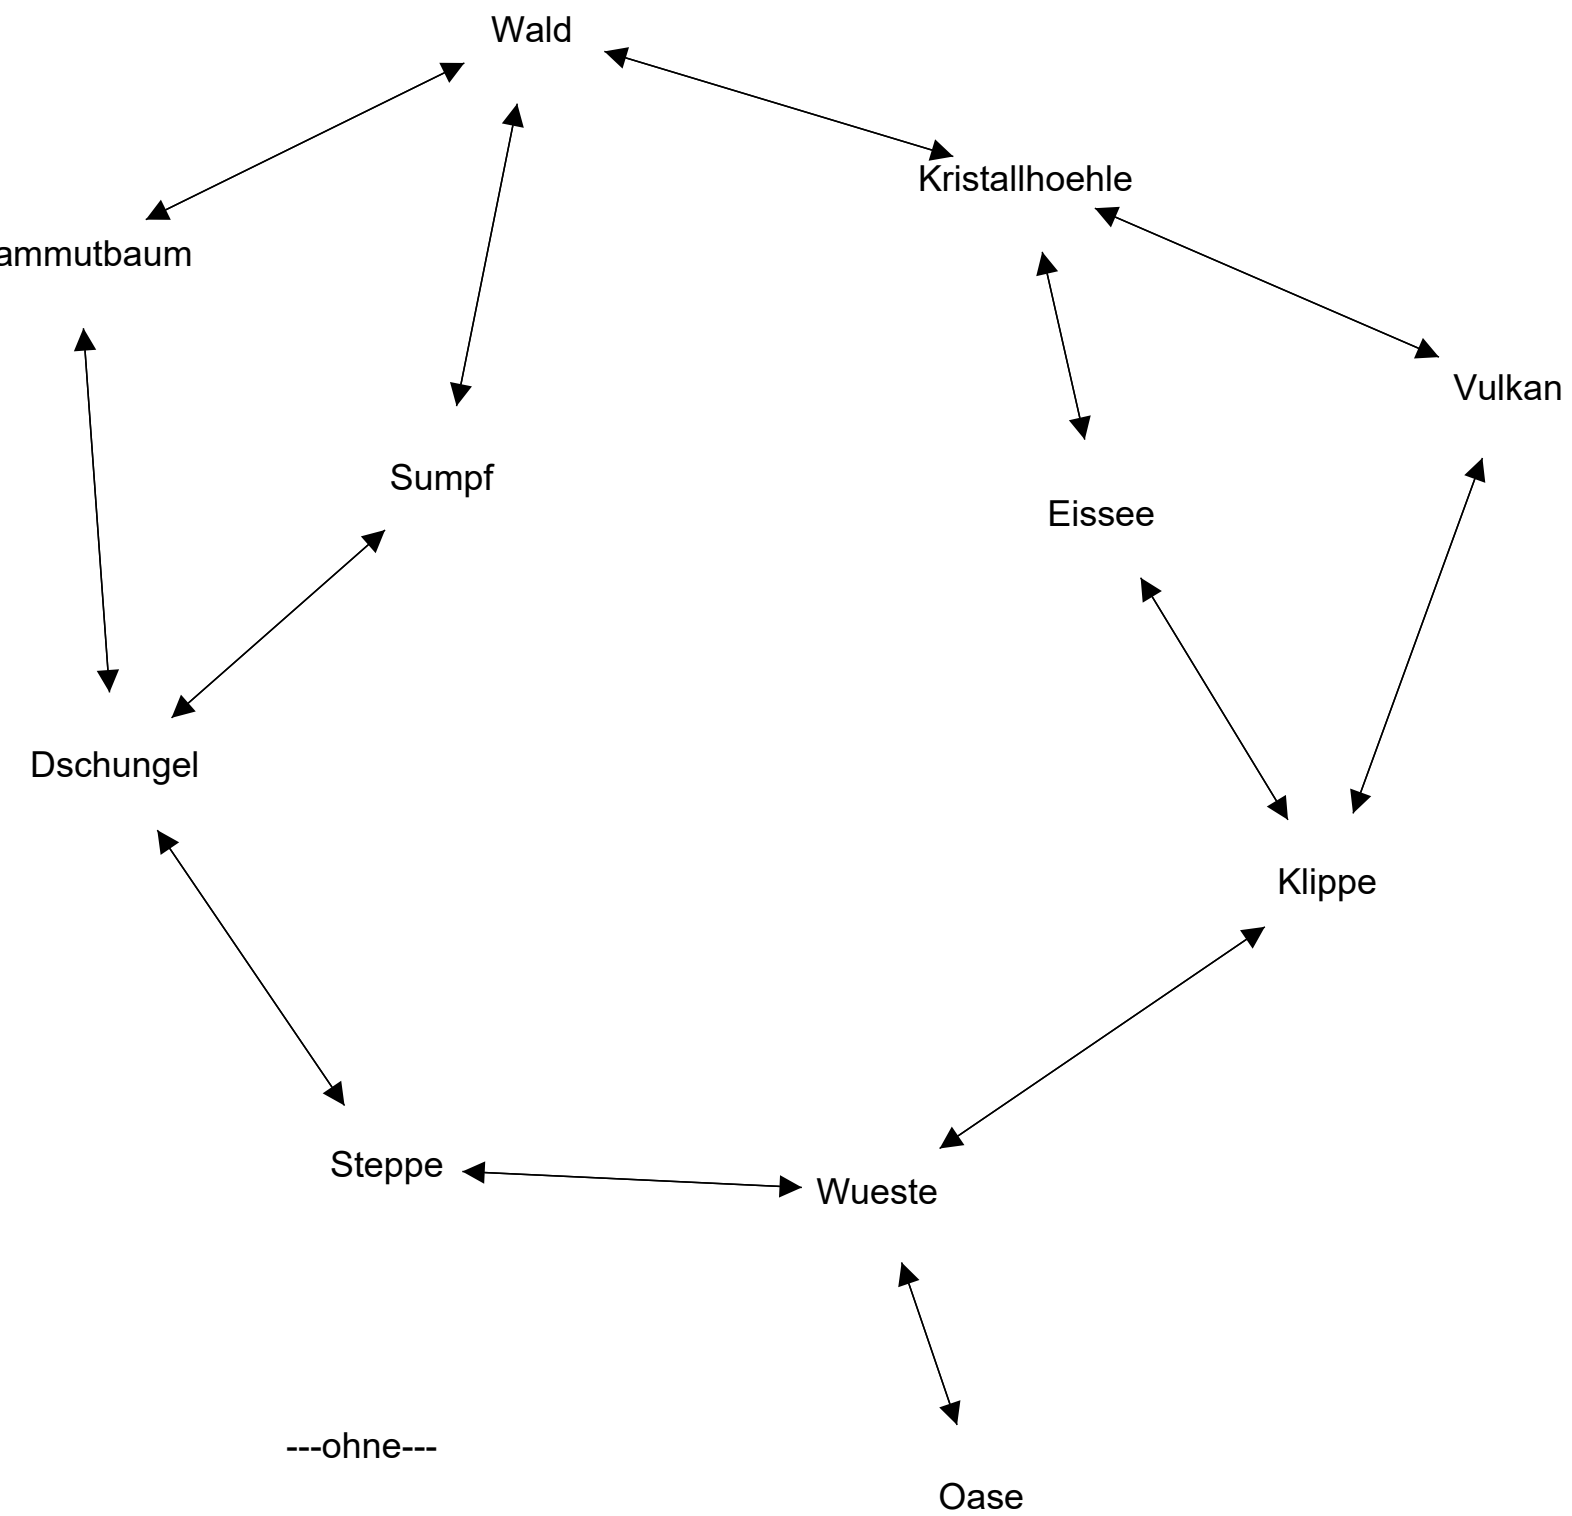 Wald
Kristallhoehle
ammutbaum
Vulkan
Sumpf
Eissee
Dschungel
Klippe
Steppe
Wueste
---ohne---
Oase